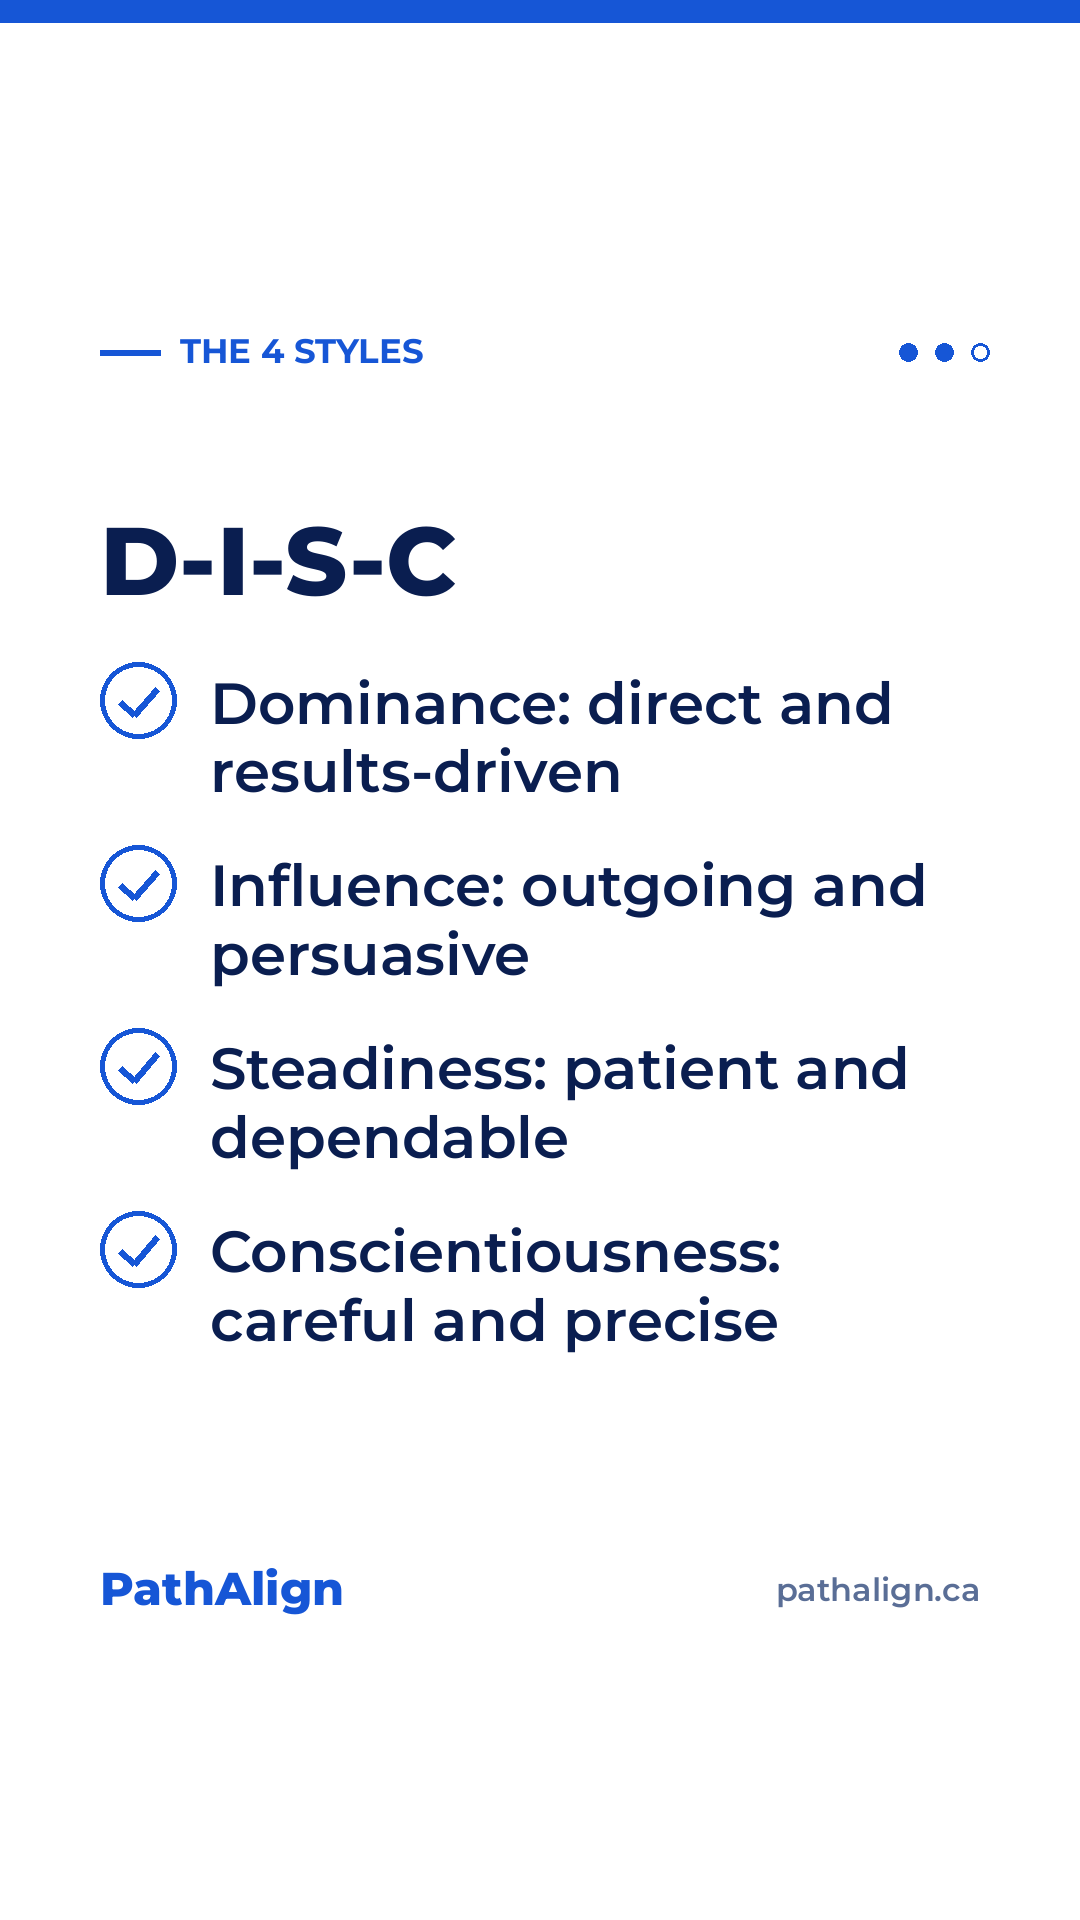 THE 4 STYLES
D-I-S-C
Dominance: direct and
results-driven
Influence: outgoing and
persuasive
Steadiness: patient and
dependable
Conscientiousness:
careful and precise
PathAlign
pathalign.ca